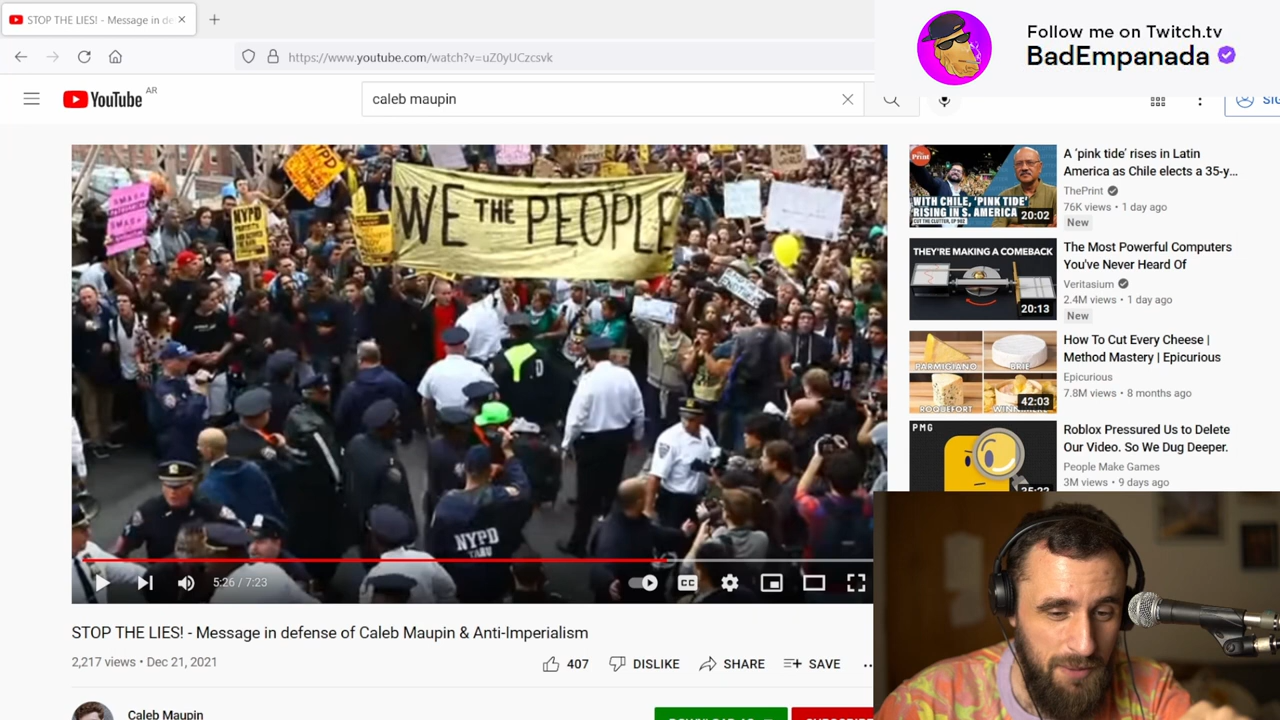 STOP THE LIES! - Message in de
https://www.youtube.com/watch?v=uZ0yUCzcsvk
Follow me on Twitch.tv
BadEmpanada
YouTube AR
caleb maupin
WE THE PEOPLE
NYPD
NYPD
TARU
5:26 / 7:23
CC
STOP THE LIES! - Message in defense of Caleb Maupin & Anti-Imperialism
2,217 views • Dec 21, 2021
407
DISLIKE
SHARE
SAVE
Caleb Maupin
ThePrint
WITH CHILE, 'PINK TIDE'
RISING IN S. AMERICA
20:02
A 'pink tide' rises in Latin
America as Chile elects a 35-y...
ThePrint
76K views • 1 day ago
New
THEY'RE MAKING A COMEBACK
20:13
The Most Powerful Computers
You've Never Heard Of
Veritasium
2.4M views • 1 day ago
New
PARMIGIANO
BRIE
ROQUEFORT
42:03
How To Cut Every Cheese |
Method Mastery | Epicurious
Epicurious
7.8M views • 8 months ago
PMG
Roblox Pressured Us to Delete
Our Video. So We Dug Deeper.
People Make Games
3M views • 9 days ago